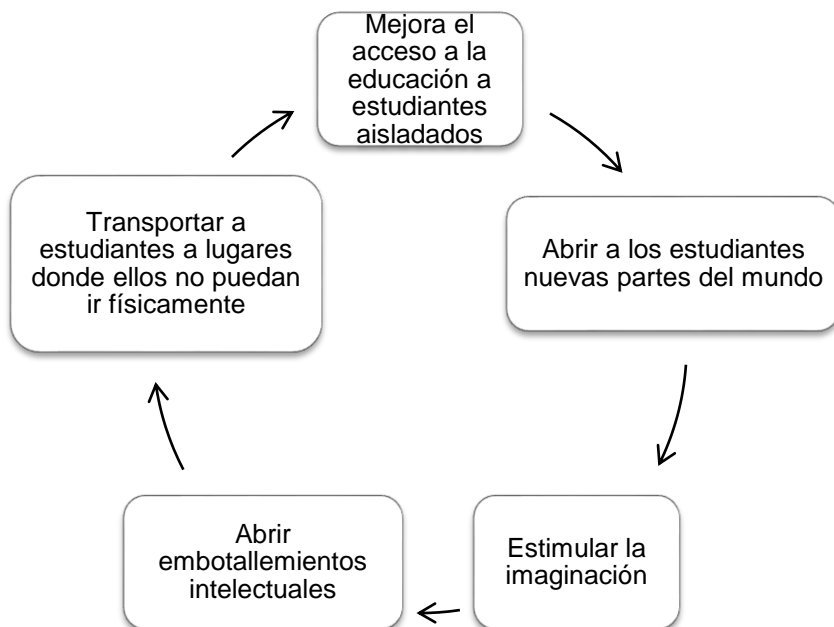 Mejora el
acceso a la
educación a
estudiantes
aisladados
Abrir a los estudiantes
nuevas partes del mundo
Estimular la
imaginación
Abrir
embotallemientos
intelectuales
Transportar a
estudiantes a lugares
donde ellos no puedan
ir físicamente